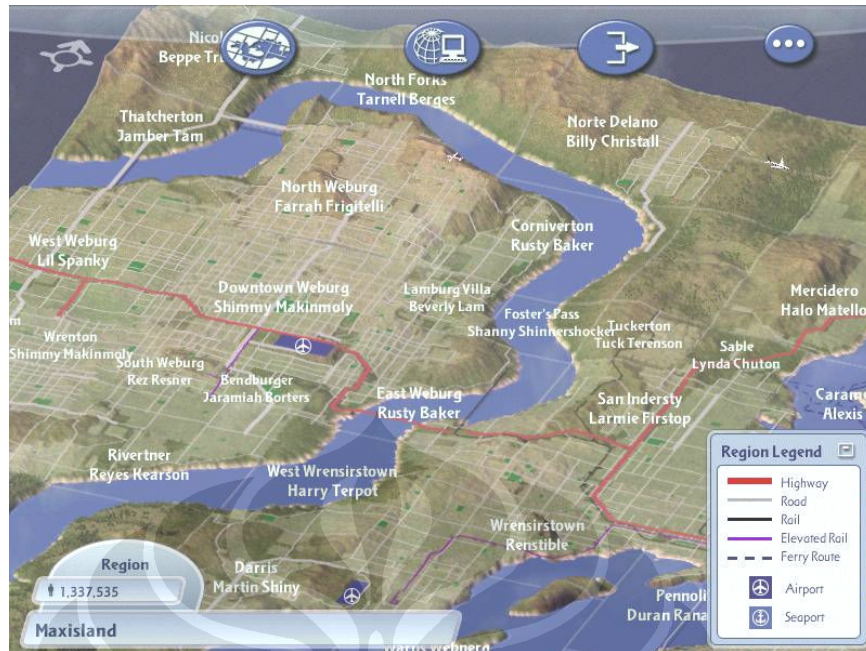 Nicol
Beppe Tri
North Forks
Tarnell Berges
Thatcherton
Jamber Tam
Norte Delano
Billy Christall
North Weburg
Farrah Frigitelli
Corniverton
Rusty Baker
West Weburg
Lil Spanky
Downtown Weburg
Shimmy Makinmoly
Lamburg Villa
Beverly Lam
Mercidero
Halo Matello
Foster's Pass
Shanny Shinnershocker
m
Wrenton
Shimmy Makinmoly
Tuckerton
Tuck Terenson
Sable
Lynda Chuton
South Weburg
Rez Resner
Bendburger
Jaramiah Borters
East Weburg
Rusty Baker
San Indersty
Larmie Firstop
Carame
Alexis
Rivertner
Reyes Kearson
West Wrensirstown
Harry Terpot
Wrensirstown
Renstible
Darris
Martin Shiny
Pennoli
Duran Rana
Region Legend
Highway
Road
Rail
Elevated Rail
Ferry Route
Airport
Seaport
Region
1,337,535
Maxisland